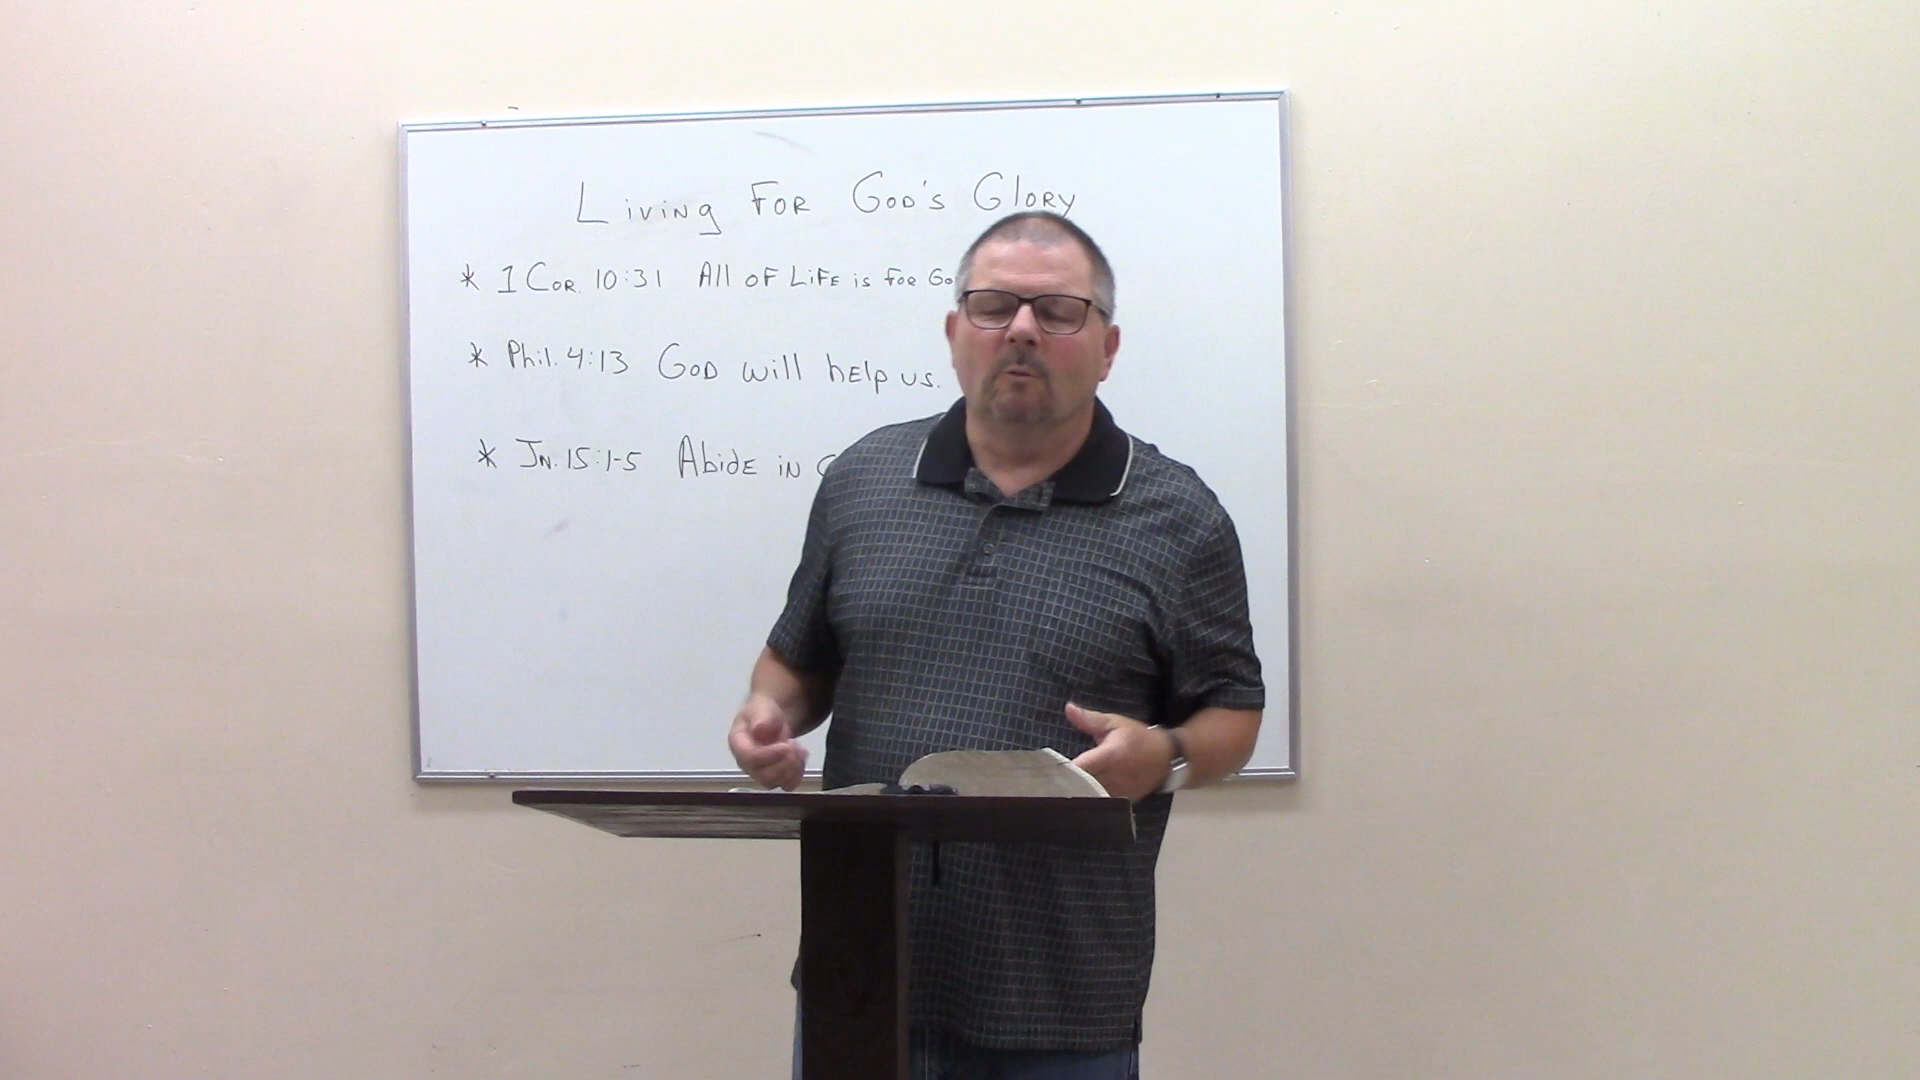 Living For God's Glory
* 1 Cor. 10:31 All of Life is for Go
* Phil. 4:13 God will help us.
* Jn. 15:1-5 Abide in C